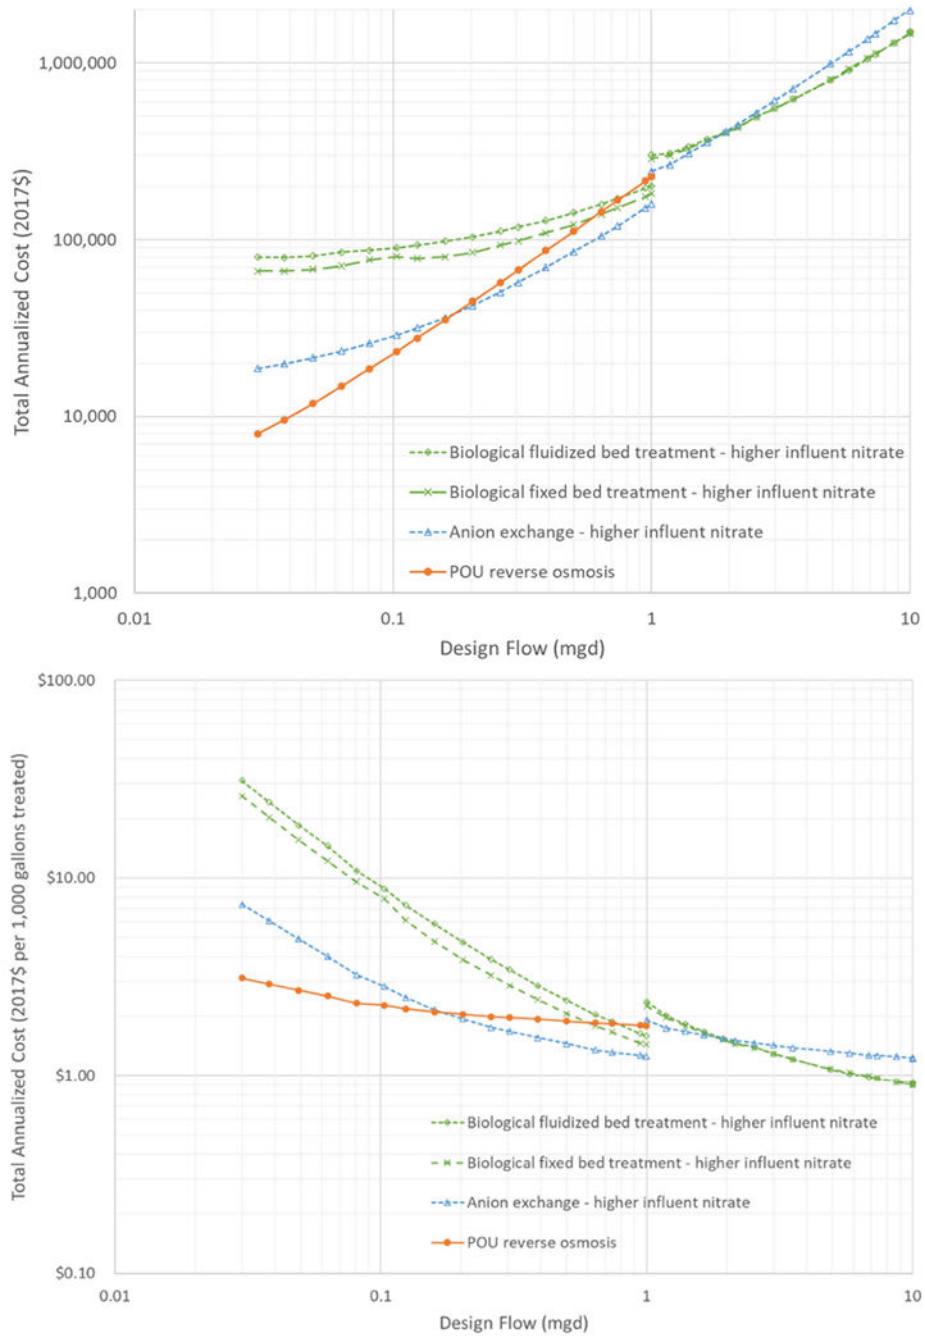 1,000,000
100,000
10,000
1,000
Total Annualized Cost (2017$)
Biological fluidized bed treatment - higher influent nitrate
Biological fixed bed treatment - higher influent nitrate
Anion exchange - higher influent nitrate
POU reverse osmosis
0.01 0.1 1 10
Design Flow (mgd)
$100.00
$10.00
$1.00
$0.10
Total Annualized Cost (2017$ per 1,000 gallons treated)
Biological fluidized bed treatment - higher influent nitrate
Biological fixed bed treatment - higher influent nitrate
Anion exchange - higher influent nitrate
POU reverse osmosis
0.01 0.1 1 10
Design Flow (mgd)